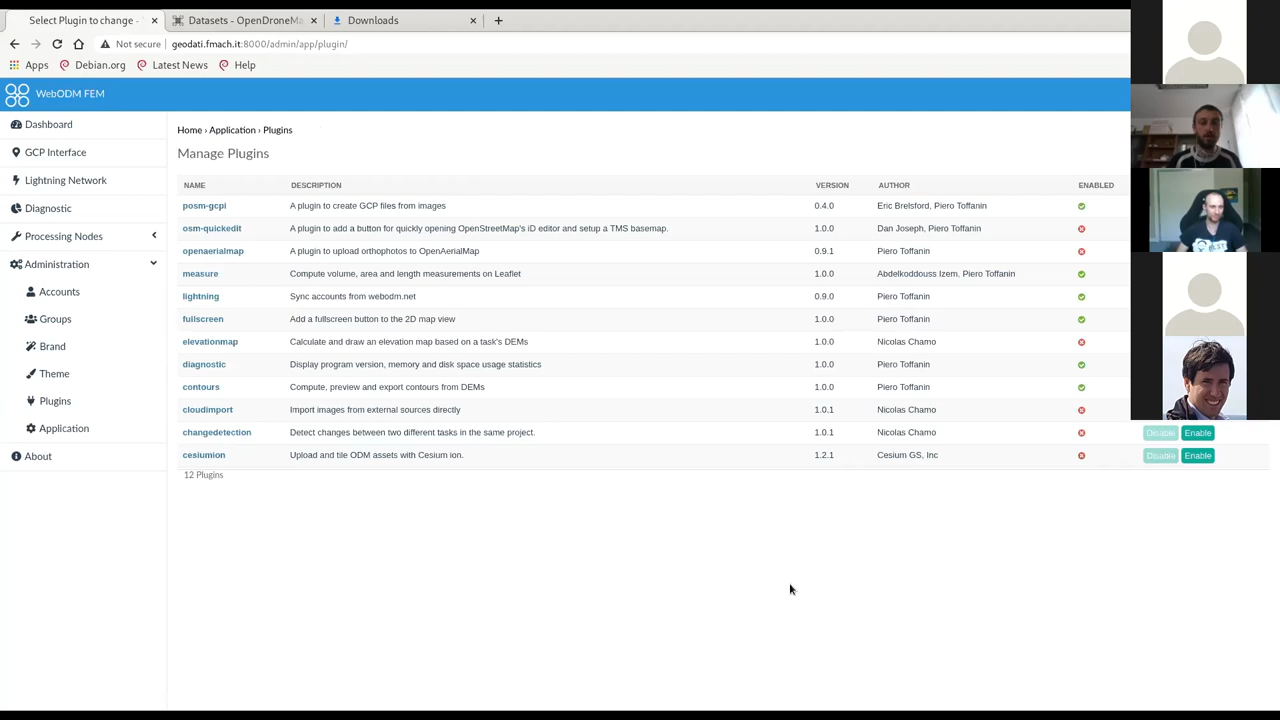 Select Plugin to change -
Datasets - OpenDroneMa
Downloads
Not secure geodati.fmach.it:8000/admin/app/plugin/
Apps Debian.org Latest News Help
WebODM FEM
Dashboard
GCP Interface
Lightning Network
Diagnostic
Processing Nodes
Administration
Accounts
Groups
Brand
Theme
Plugins
Application
About
Home › Application › Plugins
Manage Plugins
NAME DESCRIPTION VERSION AUTHOR ENABLED
posm-gcpi A plugin to create GCP files from images 0.4.0 Eric Brelsford, Piero Toffanin
osm-quickedit A plugin to add a button for quickly opening OpenStreetMap's iD editor and setup a TMS basemap. 1.0.0 Dan Joseph, Piero Toffanin
openaerialmap A plugin to upload orthophotos to OpenAerialMap 0.9.1 Piero Toffanin
measure Compute volume, area and length measurements on Leaflet 1.0.0 Abdelkoddouss Izem. Piero Toffanin
lightning Sync accounts from webodm.net 0.9.0 Piero Toffanin
fullscreen Add a fullscreen button to the 2D map view 1.0.0 Piero Toffanin
elevationmap Calculate and draw an elevation map based on a task's DEMs 1.0.0 Nicolas Chamo
diagnostic Display program version, memory and disk space usage statistics 1.0.0 Piero Toffanin
contours Compute, preview and export contours from DEMs 1.0.0 Piero Toffanin
cloudimport Import images from external sources directly 1.0.1 Nicolas Chamo
changedetection Detect changes between two different tasks in the same project. 1.0.1 Nicolas Chamo Disable Enable
cesiumion Upload and tile ODM assets with Cesium ion. 1.2.1 Cesium GS, Inc Disable Enable
12 Plugins